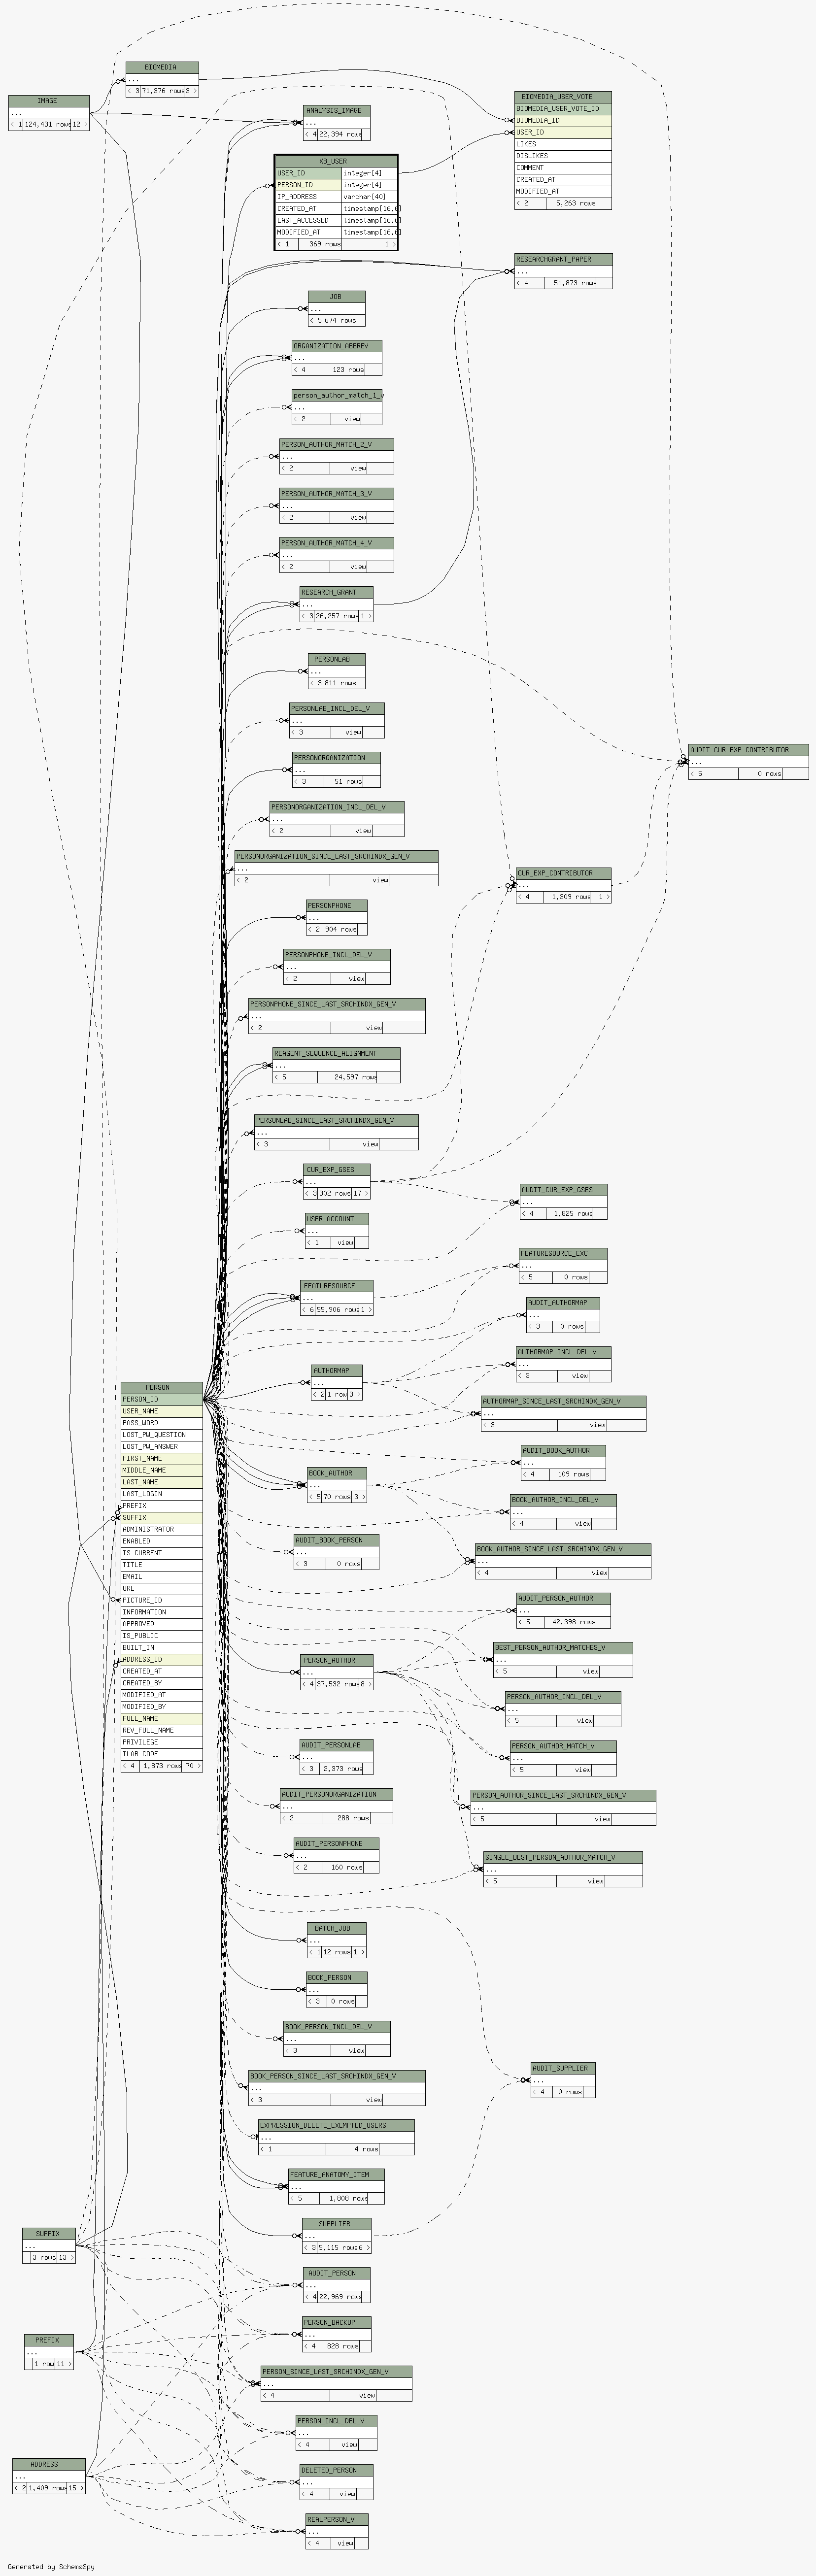 BIOMEDIA
...
< 3 71,376 rows 3 >
IMAGE
...
< 1 124,431 rows 12 >
ANALYSIS_IMAGE
...
< 4 22,394 rows
BIOMEDIA_USER_VOTE
BIOMEDIA_USER_VOTE_ID
BIOMEDIA_ID
USER_ID
LIKES
DISLIKES
COMMENT
CREATED_AT
MODIFIED_AT
< 2 5,263 rows
XB_USER
USER_ID integer[4]
PERSON_ID integer[4]
IP_ADDRESS varchar[40]
CREATED_AT timestamp[16,6]
LAST_ACCESSED timestamp[16,6]
MODIFIED_AT timestamp[16,6]
< 1 369 rows 1 >
RESEARCHGRANT_PAPER
...
< 4 51,873 rows
JOB
...
< 5 674 rows
ORGANIZATION_ABBREV
...
< 4 123 rows
person_author_match_1_v
...
< 2 view
PERSON_AUTHOR_MATCH_2_V
...
< 2 view
PERSON_AUTHOR_MATCH_3_V
...
< 2 view
PERSON_AUTHOR_MATCH_4_V
...
< 2 view
RESEARCH_GRANT
...
< 3 26,257 rows 1 >
PERSONLAB
...
< 3 811 rows
PERSONLAB_INCL_DEL_V
...
< 3 view
AUDIT_CUR_EXP_CONTRIBUTOR
...
< 5 0 rows
PERSONORGANIZATION
...
< 3 51 rows
PERSONORGANIZATION_INCL_DEL_V
...
< 2 view
PERSONORGANIZATION_SINCE_LAST_SRCHINDX_GEN_V
...
< 2 view
CUR_EXP_CONTRIBUTOR
...
< 4 1,309 rows 1 >
PERSONPHONE
...
< 2 904 rows
PERSONPHONE_INCL_DEL_V
...
< 2 view
PERSONPHONE_SINCE_LAST_SRCHINDX_GEN_V
...
< 2 view
REAGENT_SEQUENCE_ALIGNMENT
...
< 5 24,597 rows
PERSONLAB_SINCE_LAST_SRCHINDX_GEN_V
...
< 3 view
CUR_EXP_GSES
...
< 3 302 rows 17 >
AUDIT_CUR_EXP_GSES
...
< 4 1,825 rows
USER_ACCOUNT
...
< 1 view
FEATURESOURCE_EXC
...
< 5 0 rows
FEATURESOURCE
...
< 6 55,906 rows 1 >
AUDIT_AUTHORMAP
...
< 3 0 rows
AUTHORMAP_INCL_DEL_V
...
< 3 view
AUTHORMAP
...
< 2 1 row 3 >
AUTHORMAP_SINCE_LAST_SRCHINDX_GEN_V
...
< 3 view
PERSON
PERSON_ID
USER_NAME
PASS_WORD
LOST_PW_QUESTION
LOST_PW_ANSWER
FIRST_NAME
MIDDLE_NAME
LAST_NAME
LAST_LOGIN
PREFIX
SUFFIX
ADMINISTRATOR
ENABLED
IS_CURRENT
TITLE
EMAIL
URL
PICTURE_ID
INFORMATION
APPROVED
IS_PUBLIC
BUILT_IN
ADDRESS_ID
CREATED_AT
CREATED_BY
MODIFIED_AT
MODIFIED_BY
FULL_NAME
REV_FULL_NAME
PRIVILEGE
ILAR_CODE
< 4 1,873 rows 70 >
AUDIT_BOOK_AUTHOR
...
< 4 109 rows
BOOK_AUTHOR
...
< 5 70 rows 3 >
BOOK_AUTHOR_INCL_DEL_V
...
< 4 view
AUDIT_BOOK_PERSON
...
< 3 0 rows
BOOK_AUTHOR_SINCE_LAST_SRCHINDX_GEN_V
...
< 4 view
AUDIT_PERSON_AUTHOR
...
< 5 42,398 rows
BEST_PERSON_AUTHOR_MATCHES_V
...
< 5 view
PERSON_AUTHOR
...
< 4 37,532 rows 8 >
PERSON_AUTHOR_INCL_DEL_V
...
< 5 view
AUDIT_PERSONLAB
...
< 3 2,373 rows
PERSON_AUTHOR_MATCH_V
...
< 5 view
AUDIT_PERSONORGANIZATION
...
< 2 288 rows
PERSON_AUTHOR_SINCE_LAST_SRCHINDX_GEN_V
...
< 5 view
AUDIT_PERSONPHONE
...
< 2 160 rows
SINGLE_BEST_PERSON_AUTHOR_MATCH_V
...
< 5 view
BATCH_JOB
...
< 1 12 rows 1 >
BOOK_PERSON
...
< 3 0 rows
BOOK_PERSON_INCL_DEL_V
...
< 3 view
AUDIT_SUPPLIER
...
< 4 0 rows
BOOK_PERSON_SINCE_LAST_SRCHINDX_GEN_V
...
< 3 view
EXPRESSION_DELETE_EXEMPTED_USERS
...
< 1 4 rows
FEATURE_ANATOMY_ITEM
...
< 5 1,808 rows
SUPPLIER
...
< 3 5,115 rows 6 >
SUFFIX
...
3 rows 13 >
AUDIT_PERSON
...
< 4 22,969 rows
PERSON_BACKUP
...
< 4 828 rows
PREFIX
...
1 row 11 >
PERSON_SINCE_LAST_SRCHINDX_GEN_V
...
< 4 view
PERSON_INCL_DEL_V
...
< 4 view
ADDRESS
...
< 2 1,409 rows 15 >
DELETED_PERSON
...
< 4 view
REALPERSON_V
...
< 4 view
Generated by SchemaSpy